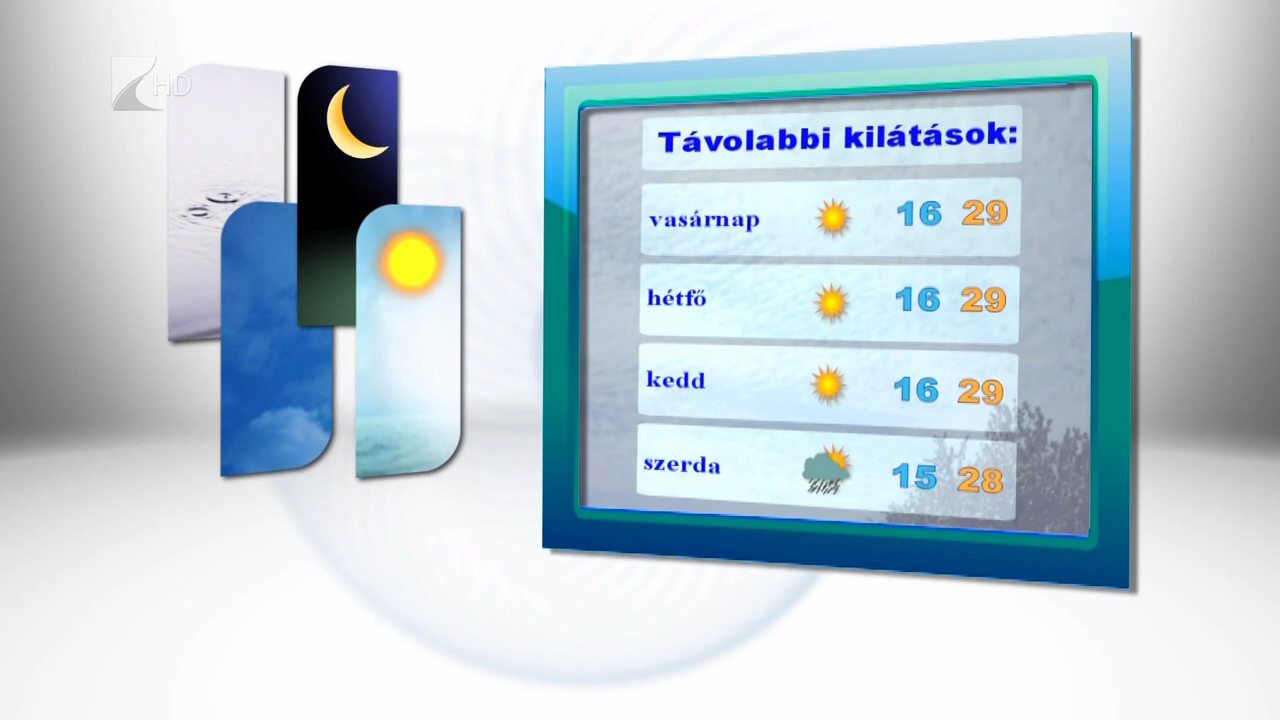 HD
Távolabbi kilátások:
vasárnap 16 29
hétfő 16 29
kedd 16 29
szerda 15 28